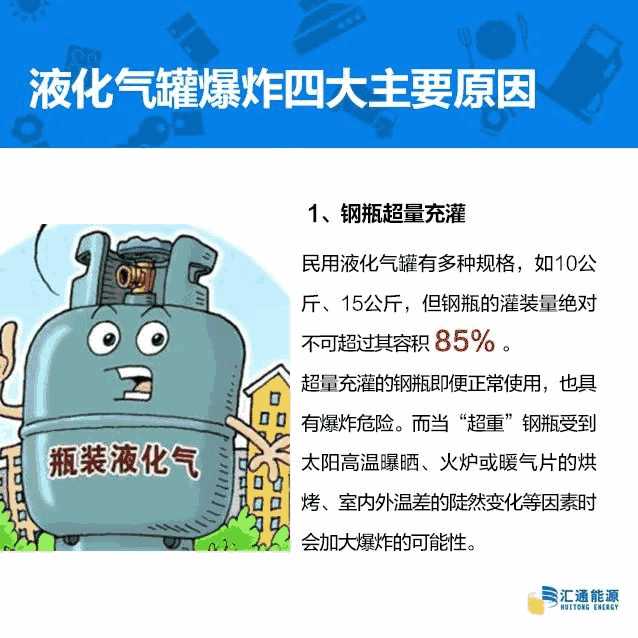 液化气罐爆炸四大主要原因
1、钢瓶超量充灌
民用液化气罐有多种规格，如10公
斤、15公斤，但钢瓶的灌装量绝对
不可超过其容积 85% 。
超量充灌的钢瓶即便正常使用，也具
有爆炸危险。而当“超重”钢瓶受到
太阳高温曝晒、火炉或暖气片的烘
烤、室内外温差的陡然变化等因素时
会加大爆炸的可能性。
瓶装液化气
汇通能源
HUITONG ENERGY